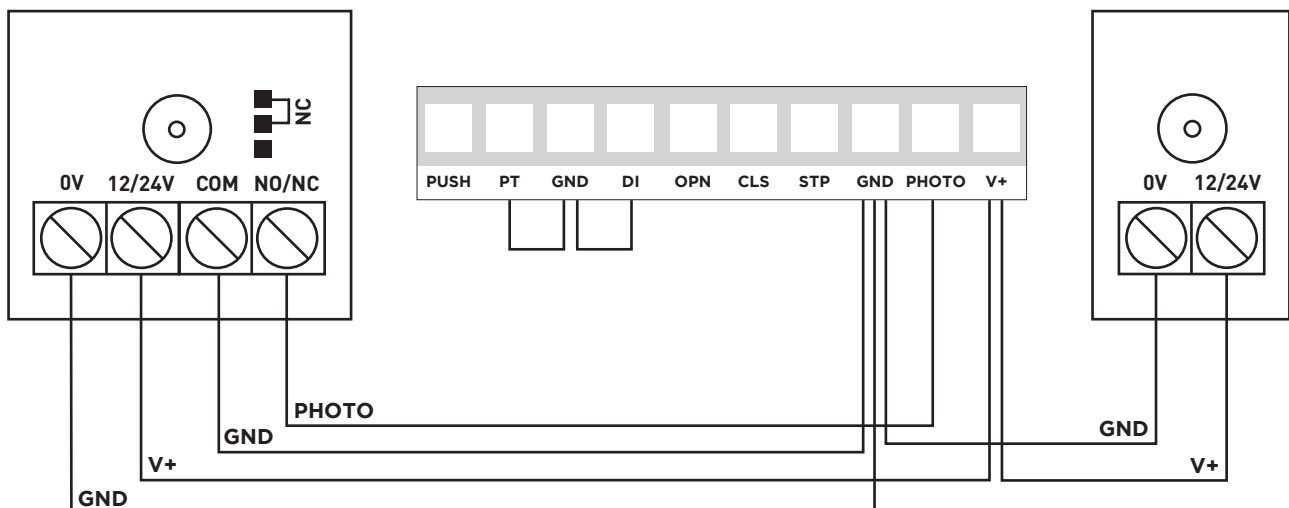 NC
0V 12/24V COM NO/NC
PUSH PT GND DI OPN CLS STP GND PHOTO V+
0V 12/24V
PHOTO
GND
V+
GND
GND
V+